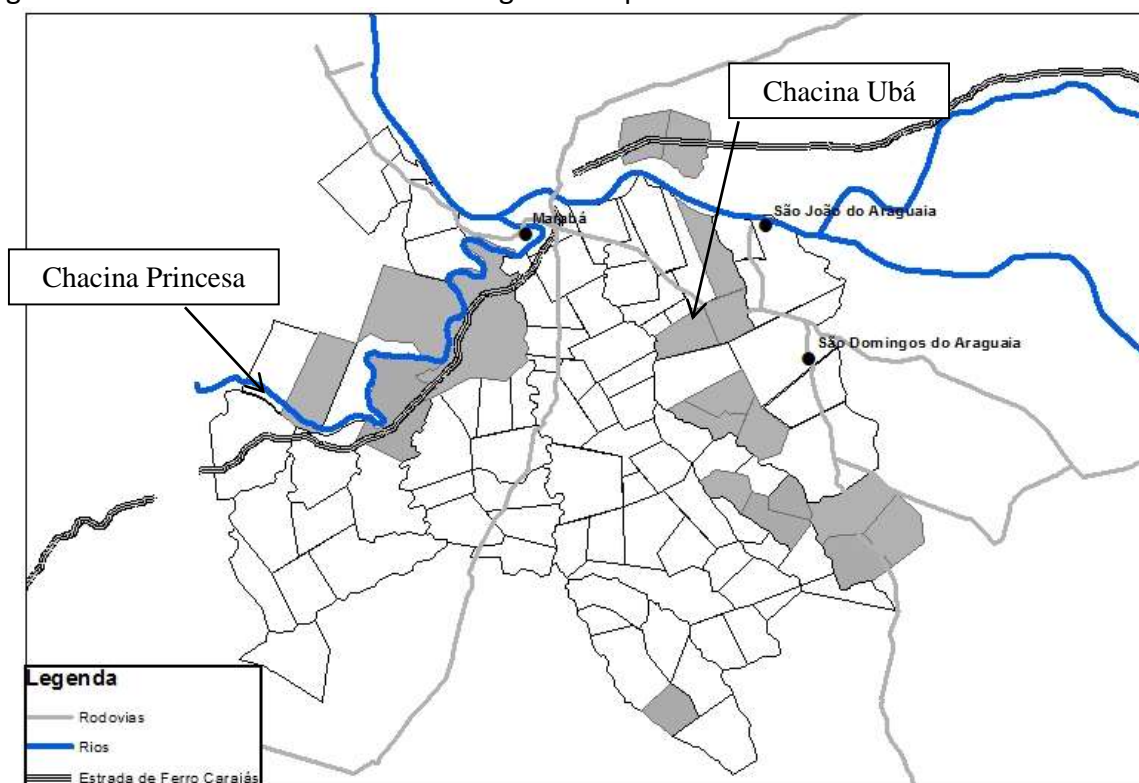 Chacina Ubá
São João do Araguaia
Marabá
Chacina Princesa
São Domingos do Araguaia
Legenda
Rodovias
Rios
Estrada de Ferro Carajás